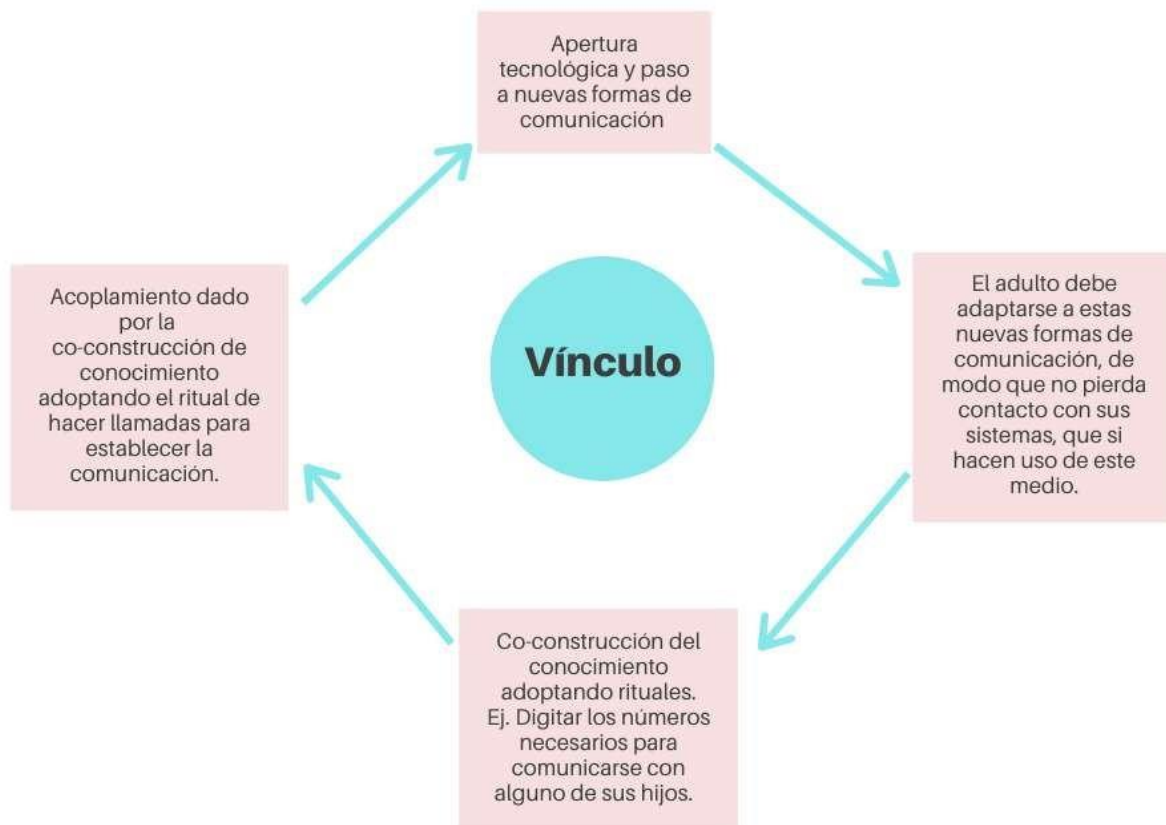 Apertura
tecnológica y paso
a nuevas formas de
comunicación
El adulto debe
adaptarse a estas
nuevas formas de
comunicación, de
modo que no pierda
contacto con sus
sistemas, que si
hacen uso de este
medio.
Co-construcción del
conocimiento
adoptando rituales.
Ej. Digitar los números
necesarios para
comunicarse con
alguno de sus hijos.
Acoplamiento dado
por la
co-construcción de
conocimiento
adoptando el ritual de
hacer llamadas para
establecer la
comunicación.
Vínculo